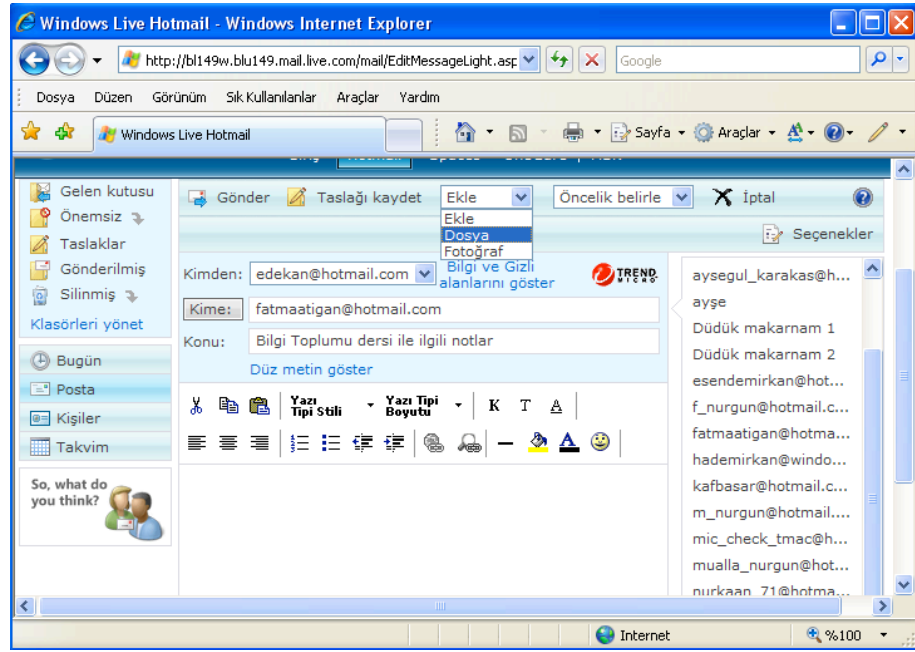 Windows Live Hotmail - Windows Internet Explorer
http://bl149w.blu149.mail.live.com/mail/EditMessageLight.asp
Google
Dosya Düzen Görünüm Sık Kullanılanlar Araçlar Yardım
Windows Live Hotmail
Sayfa Araçlar
Gelen kutusu
Önemsiz
Taslaklar
Gönderilmiş
Silinmiş
Klasörleri yönet
Bugün
Posta
Kişiler
Takvim
So, what do
you think?
Gönder Taslağı kaydet Ekle Öncelik belirle İptal
Ekle
Dosya
Fotoğraf
Seçenekler
Kimden: edekan@hotmail.com
Bilgi ve Gizli
alanlarını göster
TREND
MICRO
Kime: fatmaatigan@hotmail.com
Konu: Bilgi Toplumu dersi ile ilgili notlar
Düz metin göster
Yazı
Tipi Stili
Yazı Tipi
Boyutu
K T A
A
aysegul_karakas@h...
ayşe
Düdük makarnam 1
Düdük makarnam 2
esendemirkan@hot...
f_nurgun@hotmail.c...
fatmaatigan@hotma...
hademirkan@windo...
kafbasar@hotmail.c...
m_nurgun@hotmail....
mic_check_tmac@h...
mualla_nurgun@hot...
nurkaan_71@hotma...
Internet
%100